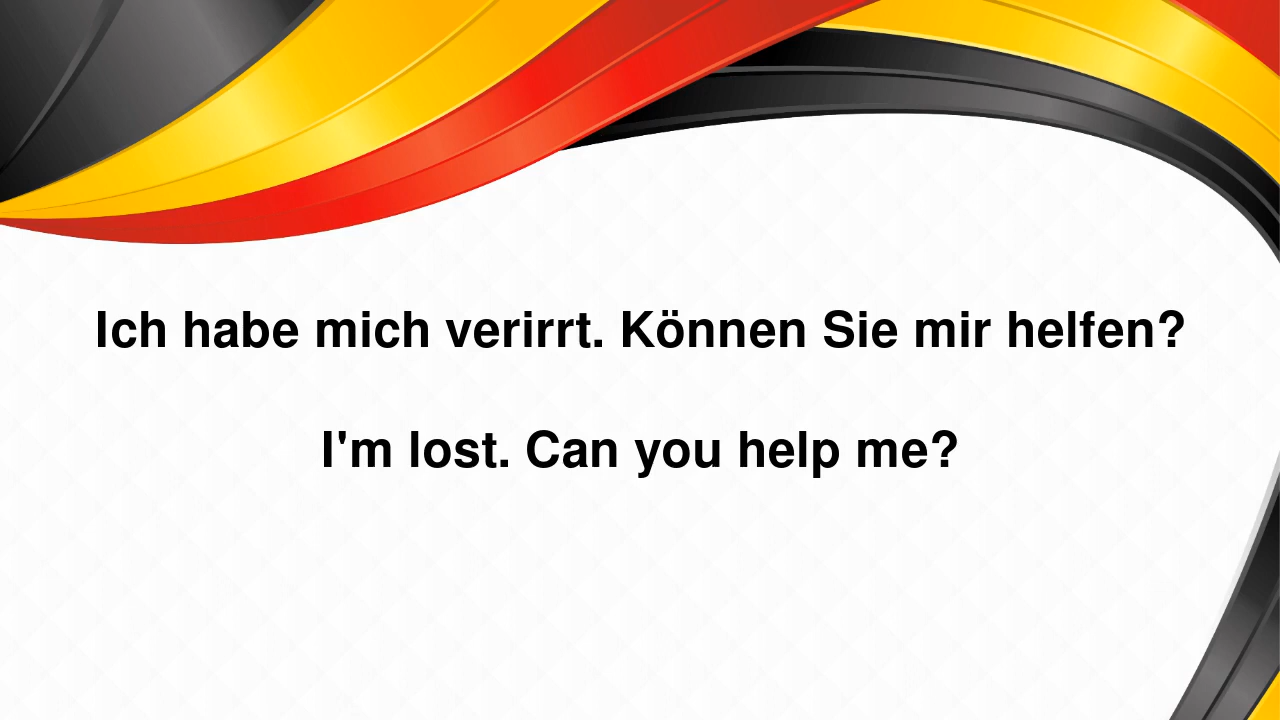 Ich habe mich verirrt. Können Sie mir helfen?
I'm lost. Can you help me?